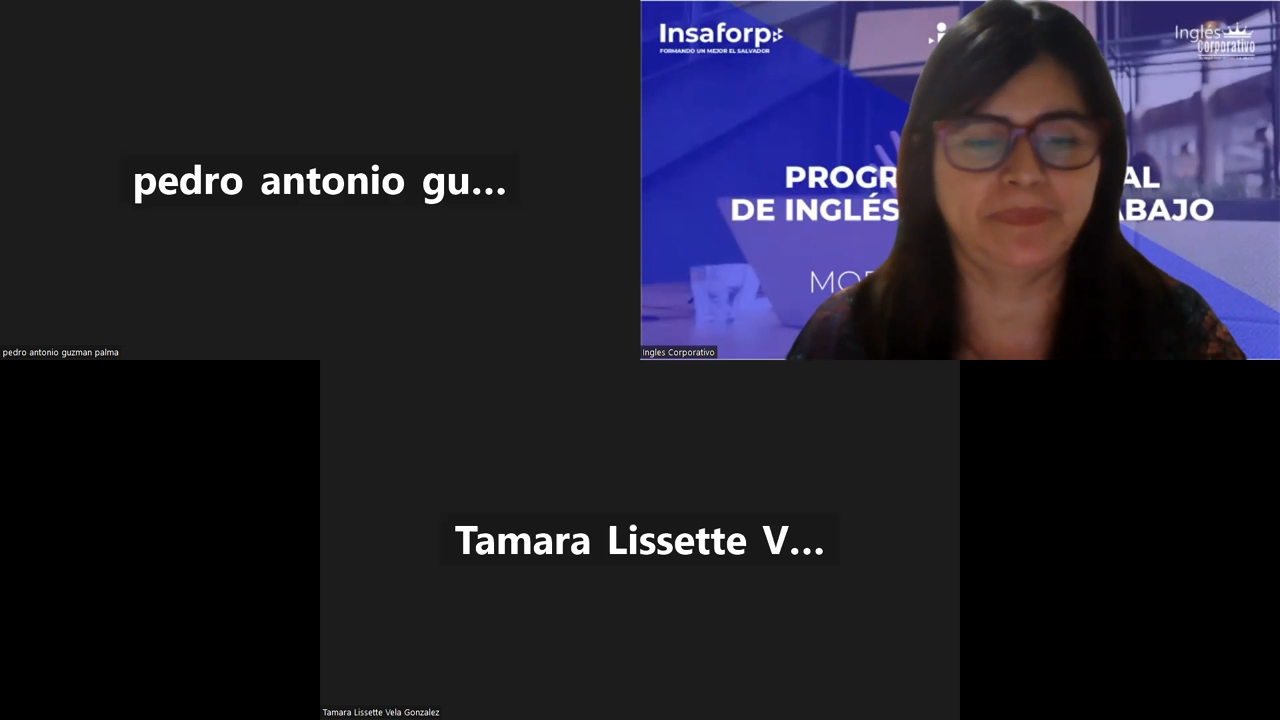 pedro antonio gu...
pedro antonio guzman palma
Insaforp
FORMANDO UN MEJOR EL SALVADOR
Inglés
Corporativo
PROGR AL
DE INGLÉS ABAJO
MO
Ingles Corporativo
Tamara Lissette V...
Tamara Lissette Vela Gonzalez